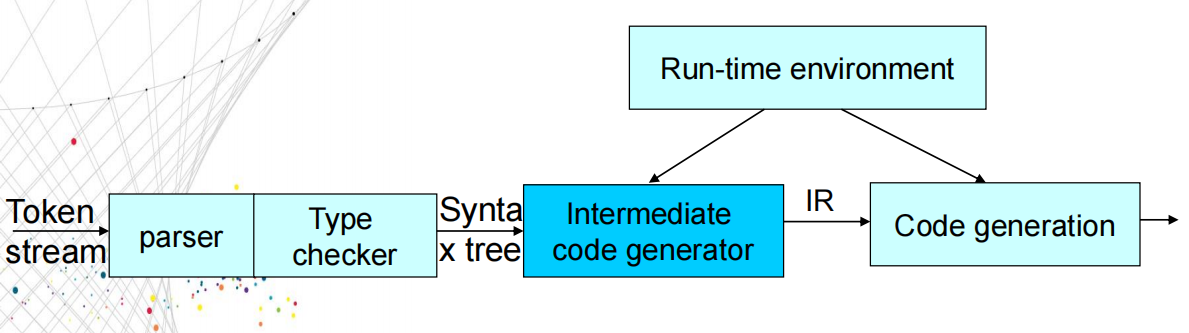 Run-time environment
Token
stream
parser
Type
checker
Synta
x tree
Intermediate
code generator
IR
Code generation